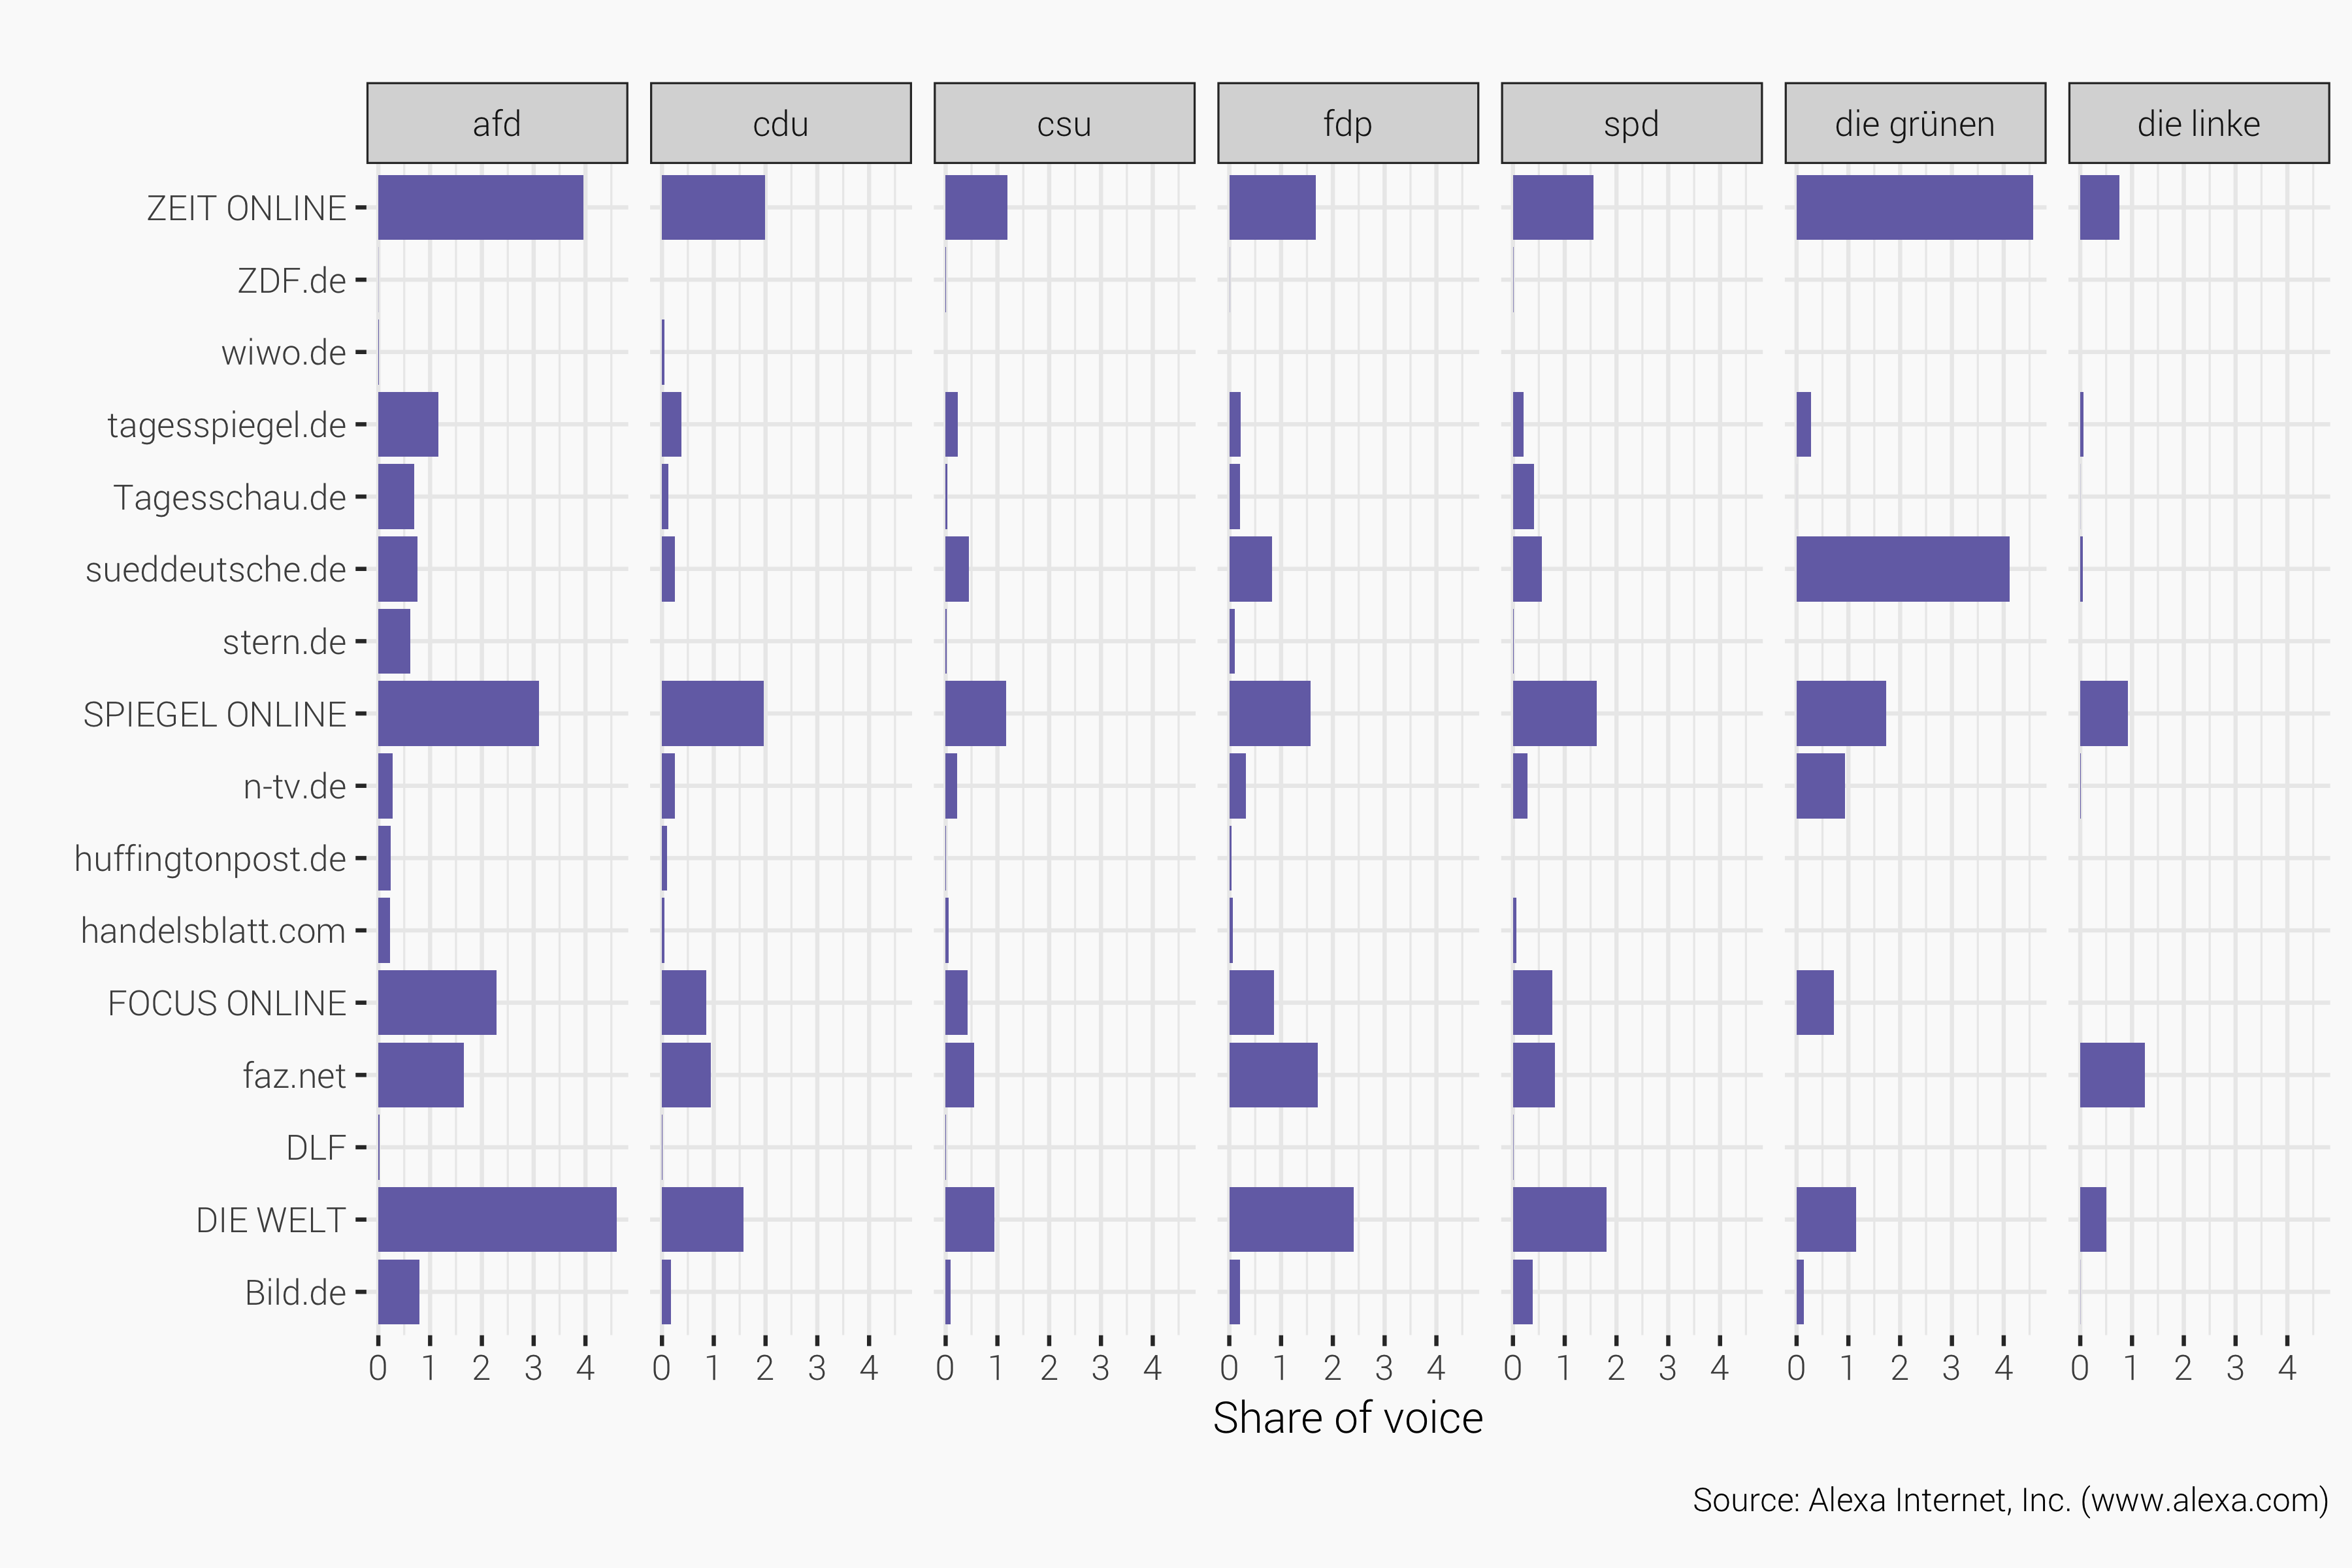 afd cdu csu fdp spd die grünen die linke
ZEIT ONLINE
ZDF.de
wiwo.de
tagesspiegel.de
Tagesschau.de
sueddeutsche.de
stern.de
SPIEGEL ONLINE
n-tv.de
huffingtonpost.de
handelsblatt.com
FOCUS ONLINE
faz.net
DLF
DIE WELT
Bild.de
0 1 2 3 4 0 1 2 3 4 0 1 2 3 4 0 1 2 3 4 0 1 2 3 4 0 1 2 3 4 0 1 2 3 4
Share of voice
Source: Alexa Internet, Inc. (www.alexa.com)